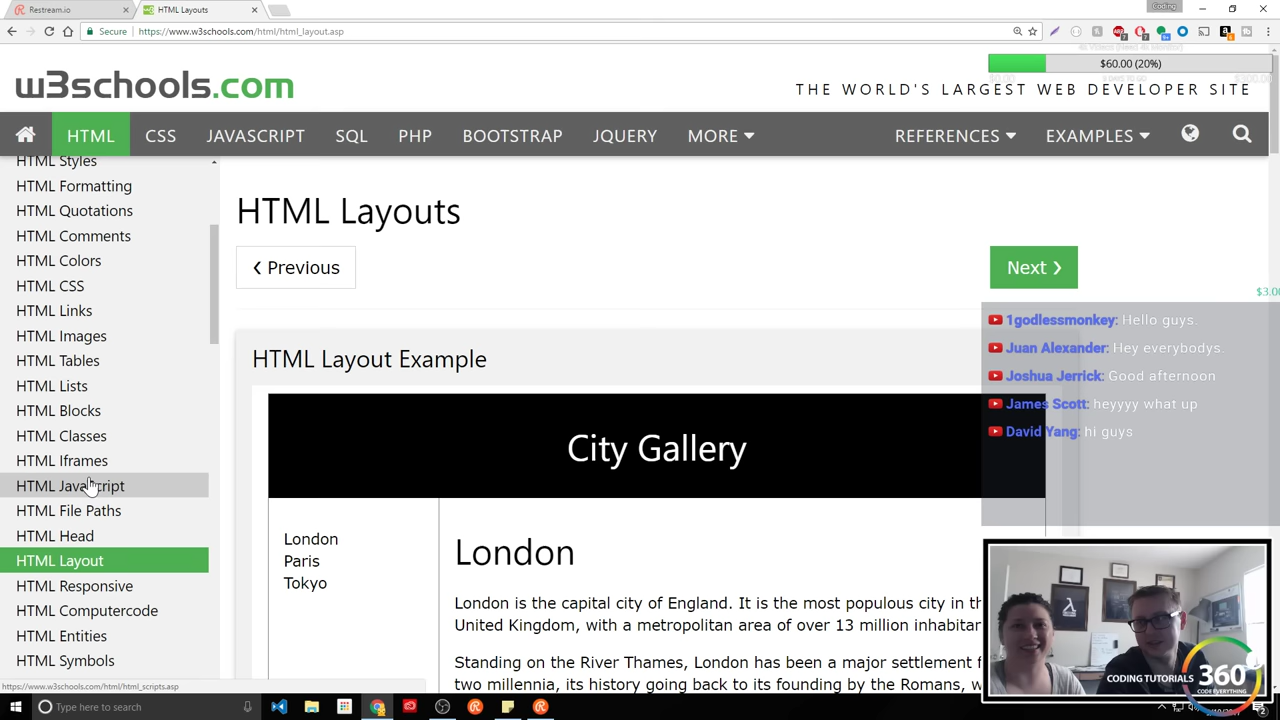 Restream.io
HTML Layouts
Coding
Secure
https://www.w3schools.com/html/html_layout.asp
$60.00 (20%)
w3schools.com
THE WORLD'S LARGEST WEB DEVELOPER SITE
HTML
CSS
JAVASCRIPT
SQL
PHP
BOOTSTRAP
JQUERY
MORE
REFERENCES
EXAMPLES
HTML Styles
HTML Formatting
HTML Quotations
HTML Comments
HTML Colors
HTML CSS
HTML Links
HTML Images
HTML Tables
HTML Lists
HTML Blocks
HTML Classes
HTML Iframes
HTML JavaScript
HTML File Paths
HTML Head
HTML Layout
HTML Responsive
HTML Computercode
HTML Entities
HTML Symbols
https://www.w3schools.com/html/html_scripts.asp
HTML Layouts
❮ Previous
Next ❯
HTML Layout Example
City Gallery
London
Paris
Tokyo
London
London is the capital city of England. It is the most populous city in th
United Kingdom, with a metropolitan area of over 13 million inhabitar
Standing on the River Thames, London has been a major settlement f
two millennia, its history going back to its founding by the Romans, w
$3.00
1godlessmonkey: Hello guys.
Juan Alexander: Hey everybodys.
Joshua Jerrick: Good afternoon
James Scott: heyyyy what up
David Yang: hi guys
CODING TUTORIALS 360
CODE EVERYTHING
Type here to search